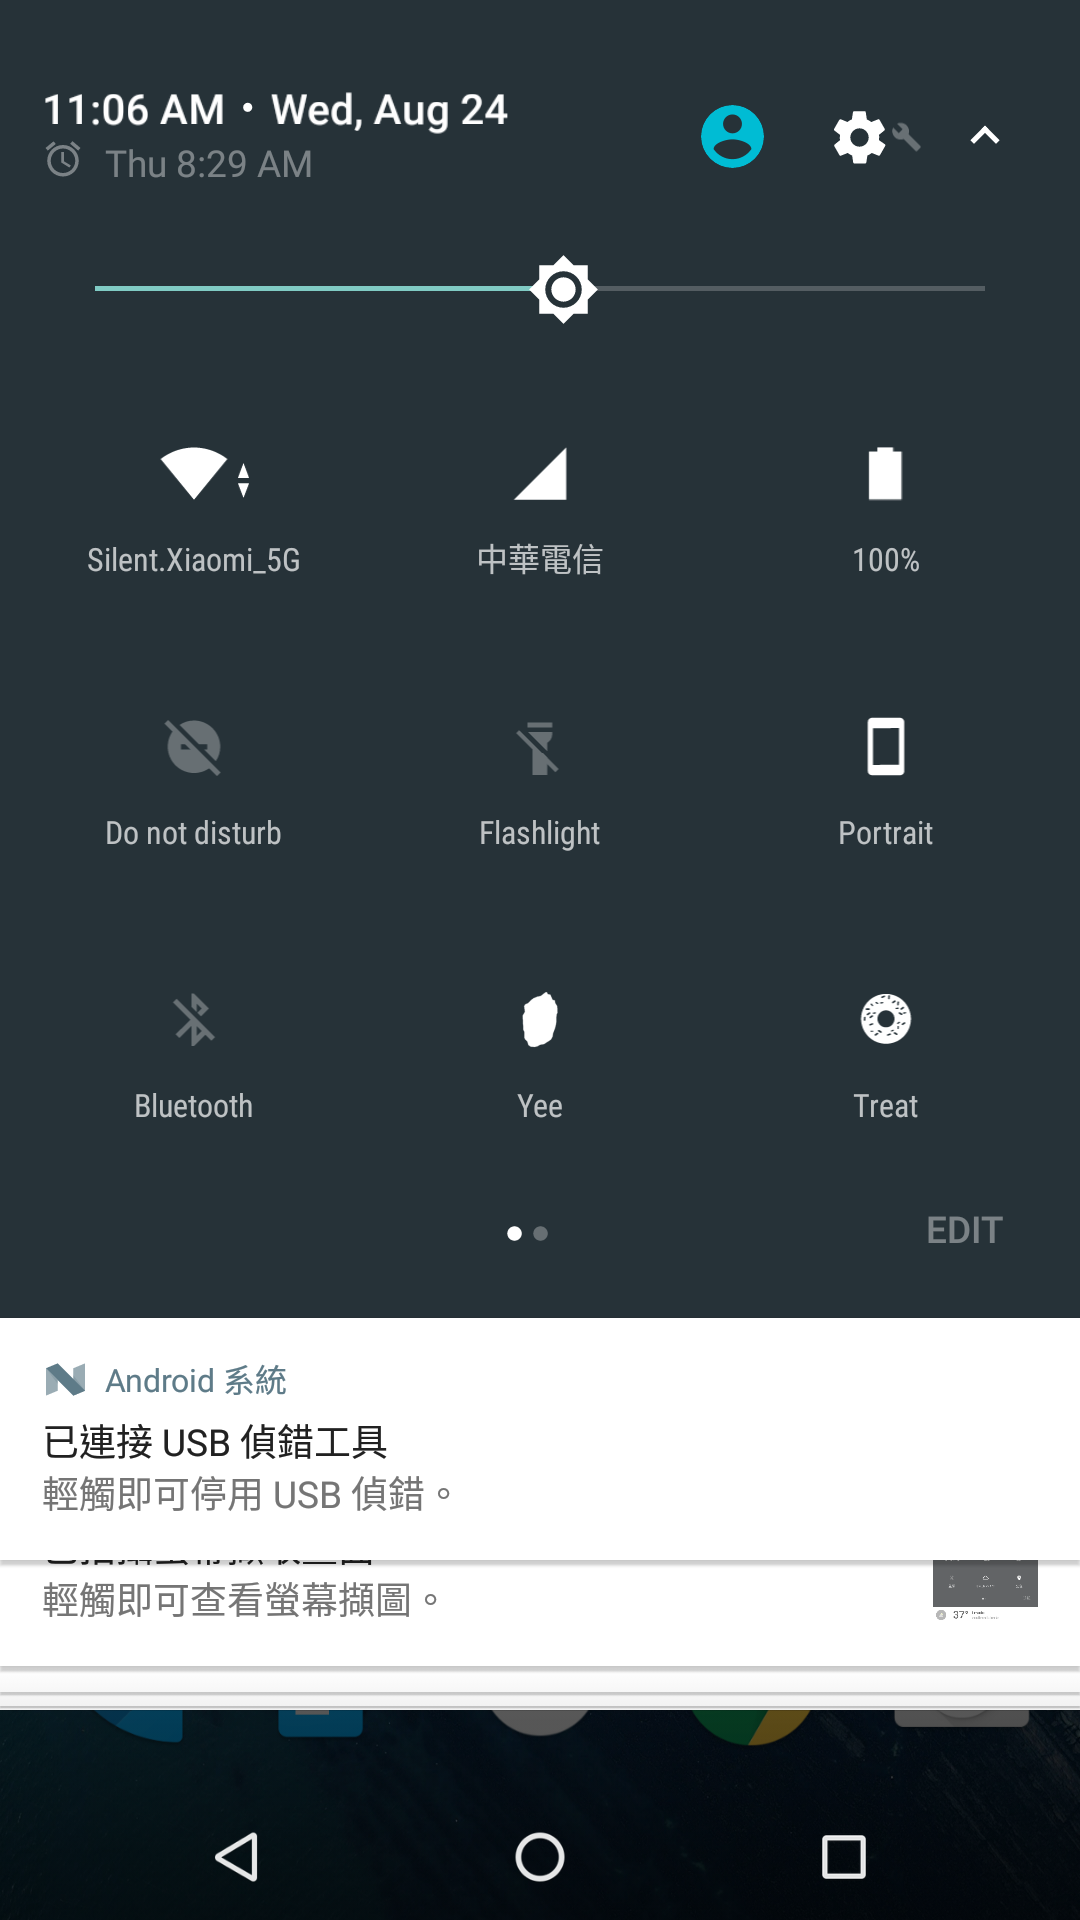 11:06 AM • Wed, Aug 24
Thu 8:29 AM
Silent.Xiaomi_5G
中華電信
100%
Do not disturb
Flashlight
Portrait
Bluetooth
Yee
Treat
EDIT
Android 系統
已連接 USB 偵錯工具
輕觸即可停用 USB 偵錯。
輕觸即可查看螢幕擷圖。
37°